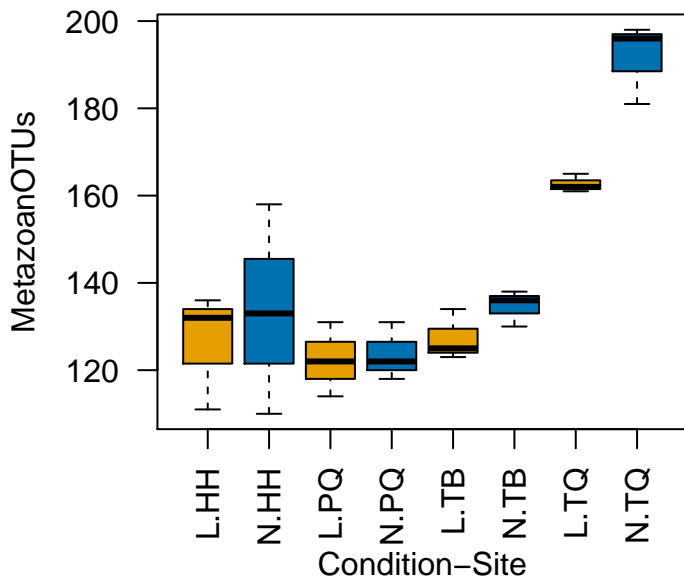 MetazoanOTUs
200
180
160
140
120
L.HH
N.HH
L.PQ
N.PQ
L.TB
N.TB
L.TQ
N.TQ
Condition−Site